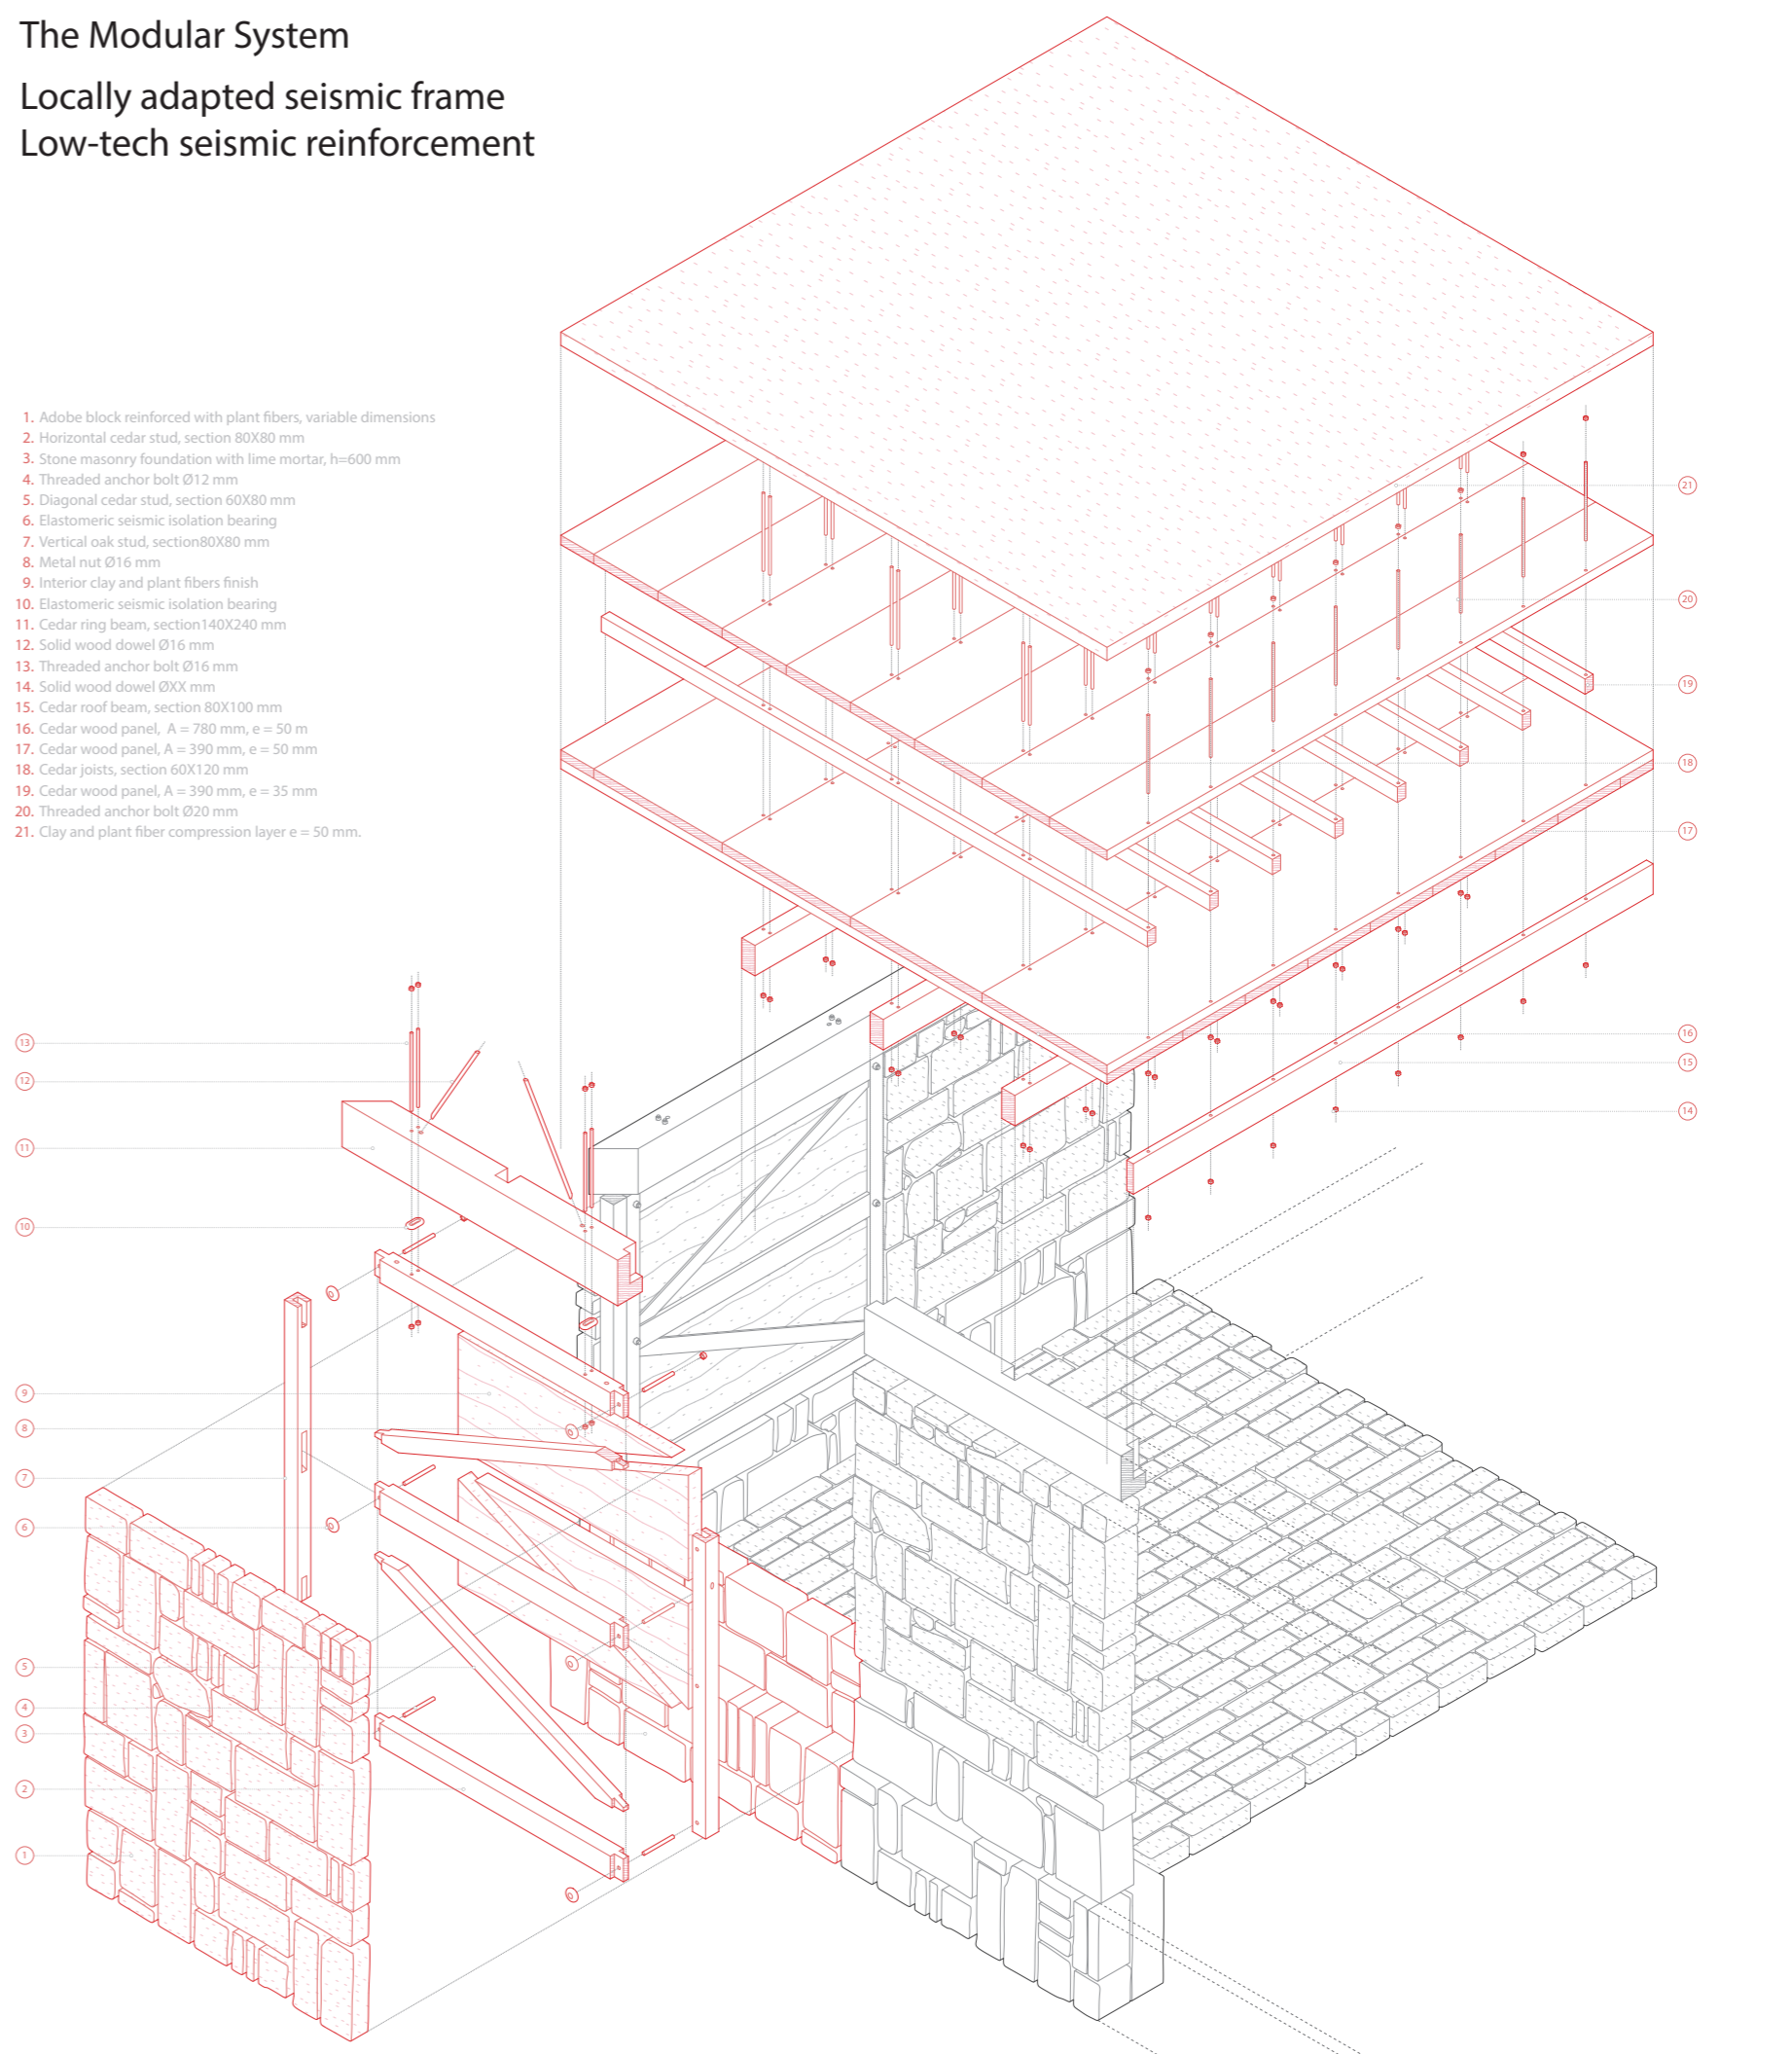 The Modular System
Locally adapted seismic frame
Low-tech seismic reinforcement
1. Adobe block reinforced with plant fibers, variable dimensions
2. Horizontal cedar stud, section 80X80 mm
3. Stone masonry foundation with lime mortar, h=600 mm
4. Threaded anchor bolt Ø12 mm
5. Diagonal cedar stud, section 60X80 mm
6. Elastomeric seismic isolation bearing
7. Vertical oak stud, section80X80 mm
8. Metal nut Ø16 mm
9. Interior clay and plant fibers finish
10. Elastomeric seismic isolation bearing
11. Cedar ring beam, section140X240 mm
12. Solid wood dowel Ø16 mm
13. Threaded anchor bolt Ø16 mm
14. Solid wood dowel ØXX mm
15. Cedar roof beam, section 80X100 mm
16. Cedar wood panel, A = 780 mm, e = 50 m
17. Cedar wood panel, A = 390 mm, e = 50 mm
18. Cedar joists, section 60X120 mm
19. Cedar wood panel, A = 390 mm, e = 35 mm
20. Threaded anchor bolt Ø20 mm
21. Clay and plant fiber compression layer e = 50 mm.
21
20
19
18
17
16
15
14
13
12
11
10
9
8
7
6
5
4
3
2
1